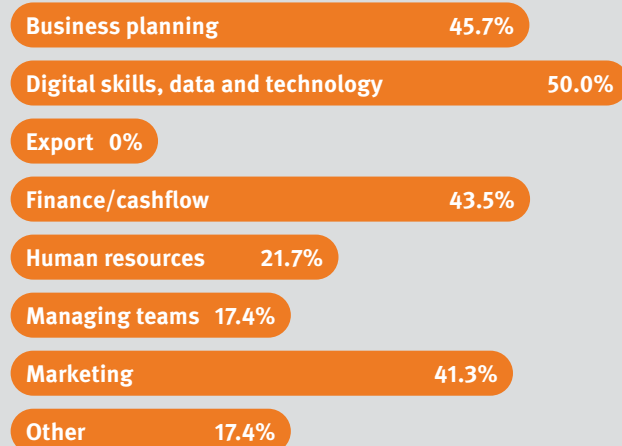 Business planning 45.7%
Digital skills, data and technology 50.0%
Export 0%
Finance/cashflow 43.5%
Human resources 21.7%
Managing teams 17.4%
Marketing 41.3%
Other 17.4%